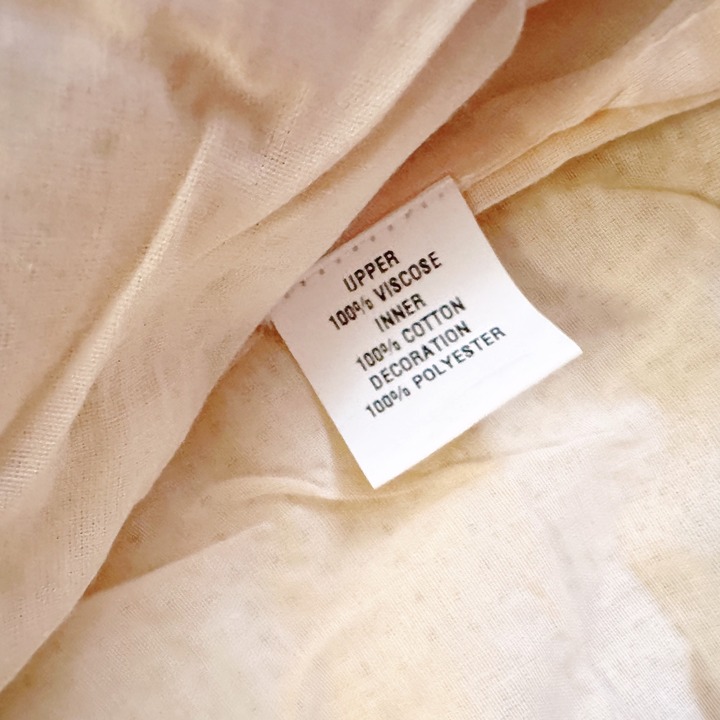 UPPER
100% VISCOSE
INNER
100% COTTON
DECORATION
100% POLYESTER